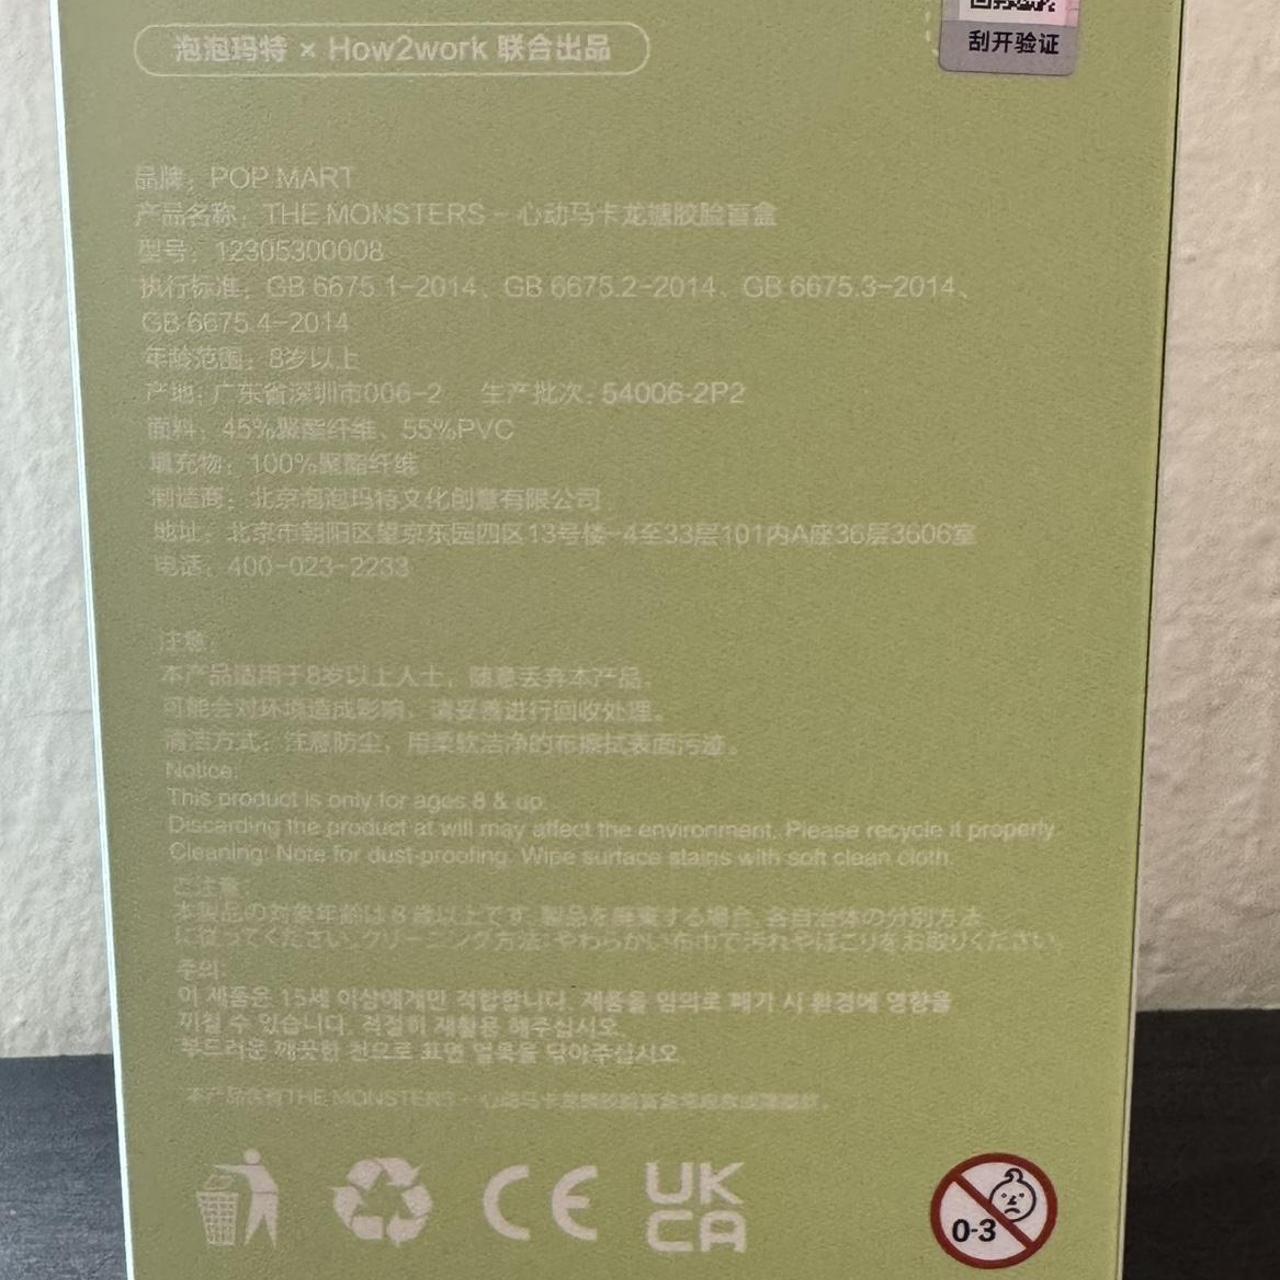 泡泡玛特 × How2work 联合出品
刮开验证
品牌：POP MART
产品名称：THE MONSTERS - 心动马卡龙搪胶脸盲盒
型号：12305300008
执行标准：GB 6675.1-2014、GB 6675.2-2014、GB 6675.3-2014、
GB 6675.4-2014
年龄范围：8岁以上
产地：广东省深圳市006-2 生产批次：54006-2P2
面料：45%聚酯纤维、55%PVC
填充物：100%聚酯纤维
制造商：北京泡泡玛特文化创意有限公司
地址：北京市朝阳区望京东园四区13号楼-4至33层101内A座36层3606室
电话：400-023-2233
注意：
本产品适用于8岁以上人士，随意丢弃本产品，
可能会对环境造成影响，请妥善进行回收处理。
清洁方式：注意防尘，用柔软洁净的布擦拭表面污迹。
Notice:
This product is only for ages 8 & up.
Discarding the product at will may affect the environment. Please recycle it properly.
Cleaning: Note for dust-proofing. Wipe surface stains with soft clean cloth.
ご注意：
本製品の対象年齢は8歳以上です。製品を廃棄する場合、各自治体の分別方法
に従ってください。クリーニング方法：やわらかい布巾で汚れやほこりをお取りください。
주의:
이 제품은 15세 이상에게만 적합합니다. 제품을 임의로 폐기 시 환경에 영향을
끼칠 수 있습니다. 적절히 재활용 해주십시오.
부드러운 깨끗한 천으로 표면 얼룩을 닦아주십시오.
THE MONSTERS - 心动马卡龙搪胶脸盲盒
CE
UK
CA
0-3